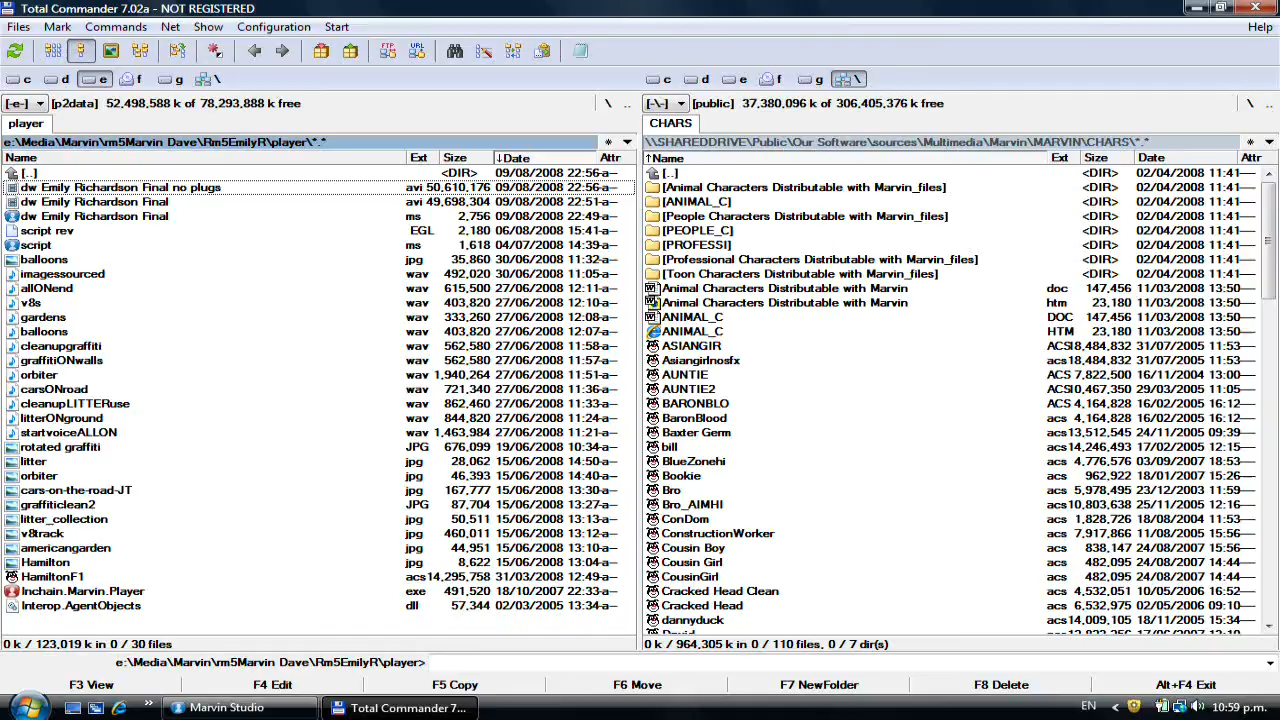 Total Commander 7.02a - NOT REGISTERED
Files Mark Commands Net Show Configuration Start Help
FTP URL
c d e f g \ c d e f g \
[-e-] [p2data] 52,498,588 k of 78,293,888 k free \ .. [-\-] [public] 37,380,096 k of 306,405,376 k free \ ..
player CHARS
e:\Media\Marvin\rm5Marvin Dave\Rm5EmilyR\player\*.* * \\SHAREDDRIVE\Public\Our Software\sources\Multimedia\Marvin\MARVIN\CHARS\*.* *
Name Ext Size ↓Date Attr ↑Name Ext Size Date Attr
[..] <DIR> 09/08/2008 22:56-a-- [..] <DIR> 02/04/2008 11:41----
dw Emily Richardson Final no plugs avi 50,610,176 09/08/2008 22:56-a-- [Animal Characters Distributable with Marvin_files] <DIR> 02/04/2008 11:41----
dw Emily Richardson Final avi 49,698,304 09/08/2008 22:51-a-- [ANIMAL_C] <DIR> 02/04/2008 11:41----
dw Emily Richardson Final ms 2,756 09/08/2008 22:49-a-- [People Characters Distributable with Marvin_files] <DIR> 02/04/2008 11:41----
script rev EGL 2,180 06/08/2008 15:41-a-- [PEOPLE_C] <DIR> 02/04/2008 11:41----
script ms 1,618 04/07/2008 14:39-a-- [PROFESSI] <DIR> 02/04/2008 11:41----
balloons jpg 35,860 30/06/2008 11:32-a-- [Professional Characters Distributable with Marvin_files] <DIR> 02/04/2008 11:41----
imagessourced wav 492,020 30/06/2008 11:05-a-- [Toon Characters Distributable with Marvin_files] <DIR> 02/04/2008 11:41----
allONend wav 615,500 27/06/2008 12:11-a-- Animal Characters Distributable with Marvin doc 147,456 11/03/2008 13:50----
v8s wav 403,820 27/06/2008 12:10-a-- Animal Characters Distributable with Marvin htm 23,180 11/03/2008 13:50----
gardens wav 333,260 27/06/2008 12:08-a-- ANIMAL_C DOC 147,456 11/03/2008 13:50----
balloons wav 403,820 27/06/2008 12:07-a-- ANIMAL_C HTM 23,180 11/03/2008 13:50----
cleanupgraffiti wav 562,580 27/06/2008 11:58-a-- ASIANGIR ACS 18,484,832 31/07/2005 11:53----
graffitiONwalls wav 562,580 27/06/2008 11:57-a-- Asiangirlnosfx acs 18,484,832 31/07/2005 11:53----
orbiter wav 1,940,264 27/06/2008 11:51-a-- AUNTIE ACS 7,822,500 16/11/2004 13:00----
carsONroad wav 721,340 27/06/2008 11:36-a-- AUNTIE2 ACS 10,467,350 29/03/2005 11:05----
cleanupLITTERuse wav 862,460 27/06/2008 11:33-a-- BARONBLO ACS 4,164,828 16/02/2005 16:12----
litterONground wav 844,820 27/06/2008 11:24-a-- BaronBlood acs 4,164,828 16/02/2005 16:12----
startvoiceALLON wav 1,463,984 27/06/2008 11:21-a-- Baxter Germ acs 13,512,545 24/11/2005 09:39----
rotated graffiti JPG 676,099 19/06/2008 10:34-a-- bill acs 14,246,493 17/02/2005 12:15----
litter jpg 28,062 15/06/2008 14:50-a-- BlueZonehi acs 4,776,576 03/09/2007 18:53----
orbiter jpg 46,393 15/06/2008 14:40-a-- Bookie acs 962,922 18/01/2007 15:26----
cars-on-the-road-JT jpg 167,777 15/06/2008 13:30-a-- Bro acs 5,978,495 23/12/2003 11:59----
graffiticlean2 JPG 87,704 15/06/2008 13:27-a-- Bro_AIMHI acs 10,803,638 25/11/2005 12:16----
litter_collection jpg 50,511 15/06/2008 13:13-a-- ConDom acs 1,828,726 18/08/2004 11:53----
v8track jpg 460,011 15/06/2008 13:12-a-- ConstructionWorker acs 7,917,866 11/08/2005 15:56----
americangarden jpg 44,951 15/06/2008 13:10-a-- Cousin Boy acs 838,147 24/08/2007 15:56----
Hamilton jpg 8,622 15/06/2008 13:04-a-- Cousin Girl acs 482,095 24/08/2007 14:44----
HamiltonF1 acs 14,295,758 31/03/2008 12:49-a-- CousinGirl acs 482,095 24/08/2007 14:44----
Inchain.Marvin.Player exe 491,520 18/10/2007 22:33-a-- Cracked Head Clean acs 4,532,051 10/05/2006 16:52----
Interop.AgentObjects dll 57,344 02/03/2005 13:34-a-- Cracked Head acs 6,532,975 02/05/2006 09:10----
dannyduck acs 14,009,105 18/11/2005 15:34----
0 k / 123,019 k in 0 / 30 files 0 k / 964,305 k in 0 / 110 files, 0 / 7 dir(s)
e:\Media\Marvin\rm5Marvin Dave\Rm5EmilyR\player>
F3 View F4 Edit F5 Copy F6 Move F7 NewFolder F8 Delete Alt+F4 Exit
Marvin Studio Total Commander 7... EN 10:59 p.m.